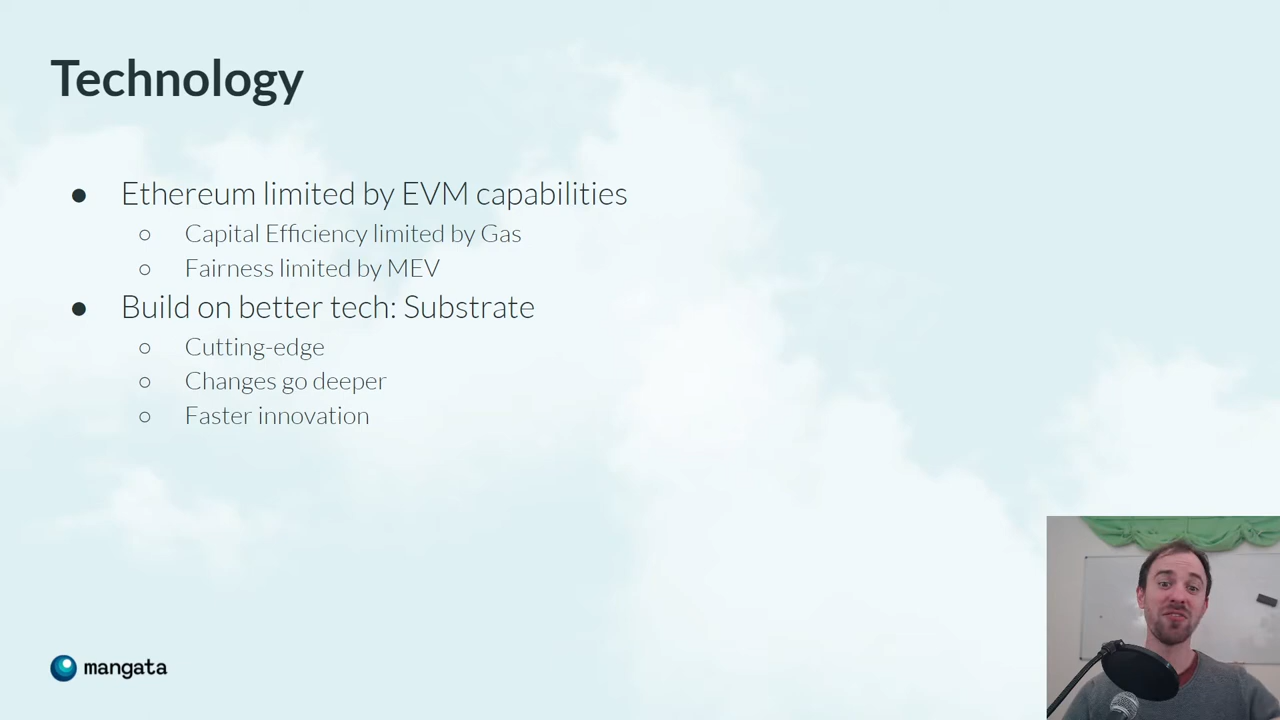 Technology
● Ethereum limited by EVM capabilities
○ Capital Efficiency limited by Gas
○ Fairness limited by MEV
● Build on better tech: Substrate
○ Cutting-edge
○ Changes go deeper
○ Faster innovation
mangata